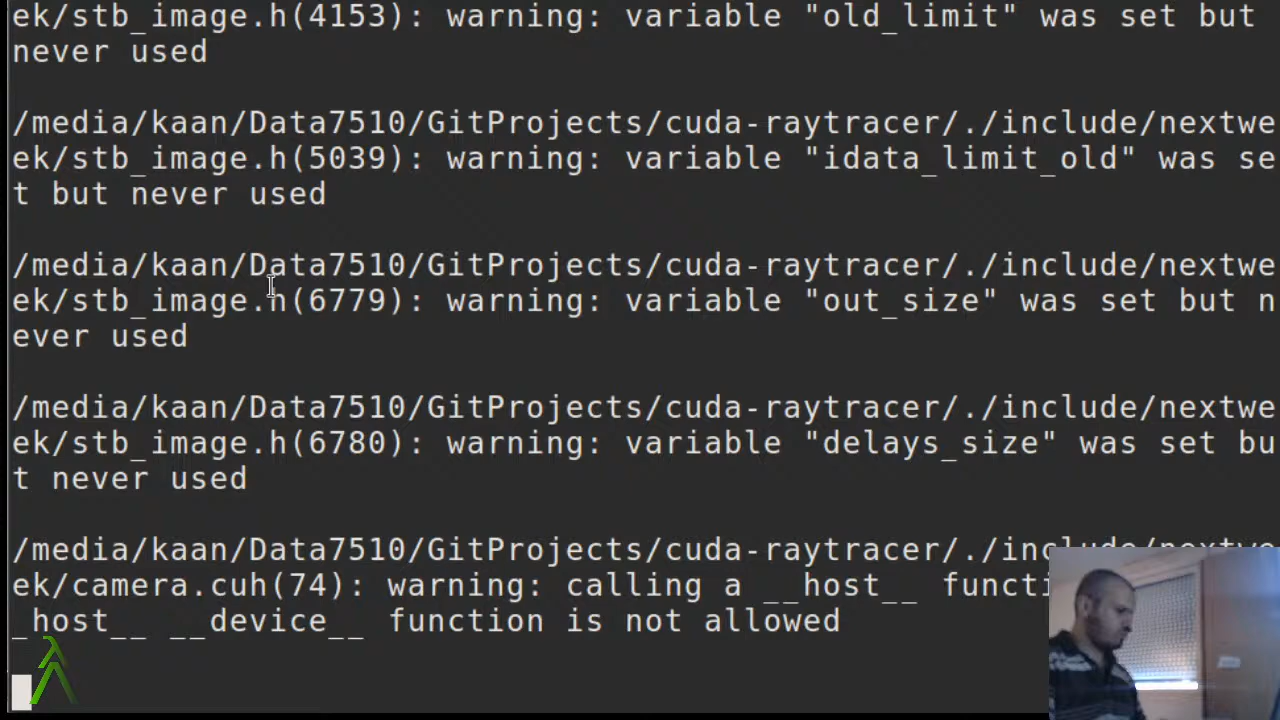 ek/stb_image.h(4153): warning: variable "old_limit" was set but
never used
/media/kaan/Data7510/GitProjects/cuda-raytracer/./include/nextwe
ek/stb_image.h(5039): warning: variable "idata_limit_old" was se
t but never used
/media/kaan/Data7510/GitProjects/cuda-raytracer/./include/nextwe
ek/stb_image.h(6779): warning: variable "out_size" was set but n
ever used
/media/kaan/Data7510/GitProjects/cuda-raytracer/./include/nextwe
ek/stb_image.h(6780): warning: variable "delays_size" was set bu
t never used
/media/kaan/Data7510/GitProjects/cuda-raytracer/./include/nextwe
ek/camera.cuh(74): warning: calling a __host__ functi
_host__ __device__ function is not allowed